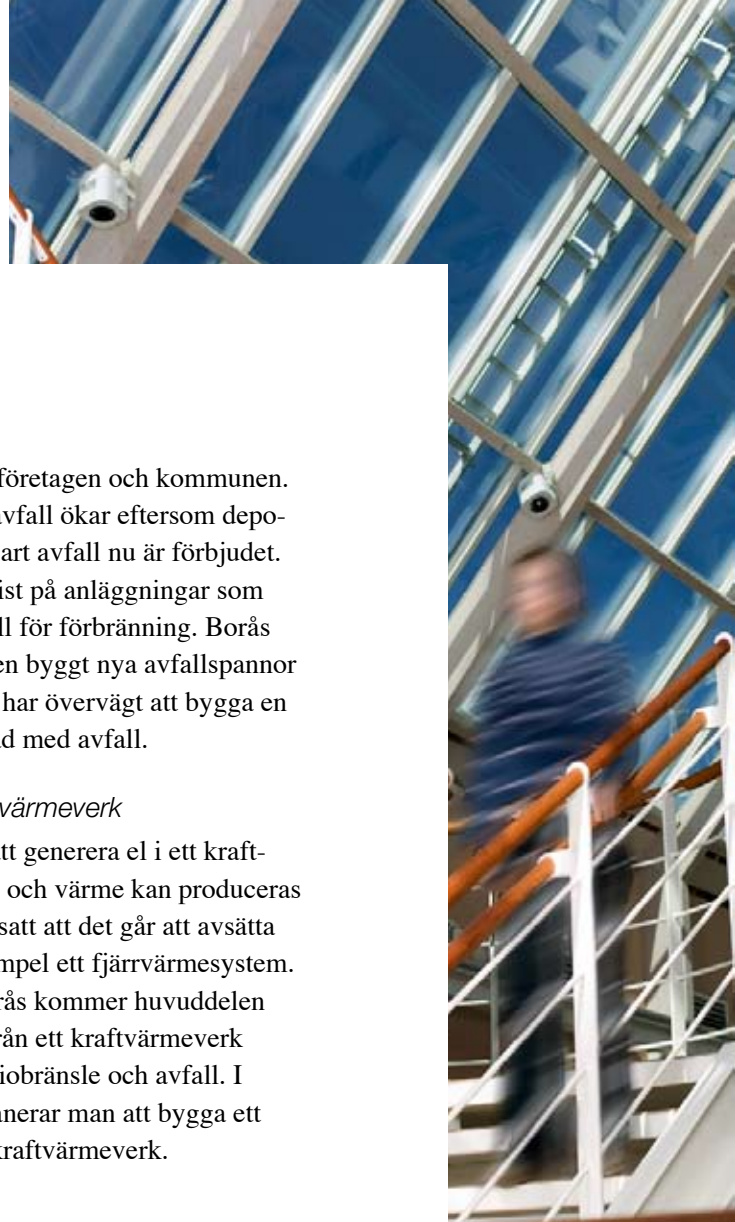 företagen och kommunen.
avfall ökar eftersom depo-
art avfall nu är förbjudet.
ist på anläggningar som
ll för förbränning. Borås
en byggt nya avfallspannor
har övervägt att bygga en
d med avfall.
värmeverk
tt generera el i ett kraft-
och värme kan produceras
satt att det går att avsätta
mpel ett fjärrvärmesystem.
rås kommer huvuddelen
rån ett kraftvärmeverk
iobränsle och avfall. I
nerar man att bygga ett
kraftvärmeverk.